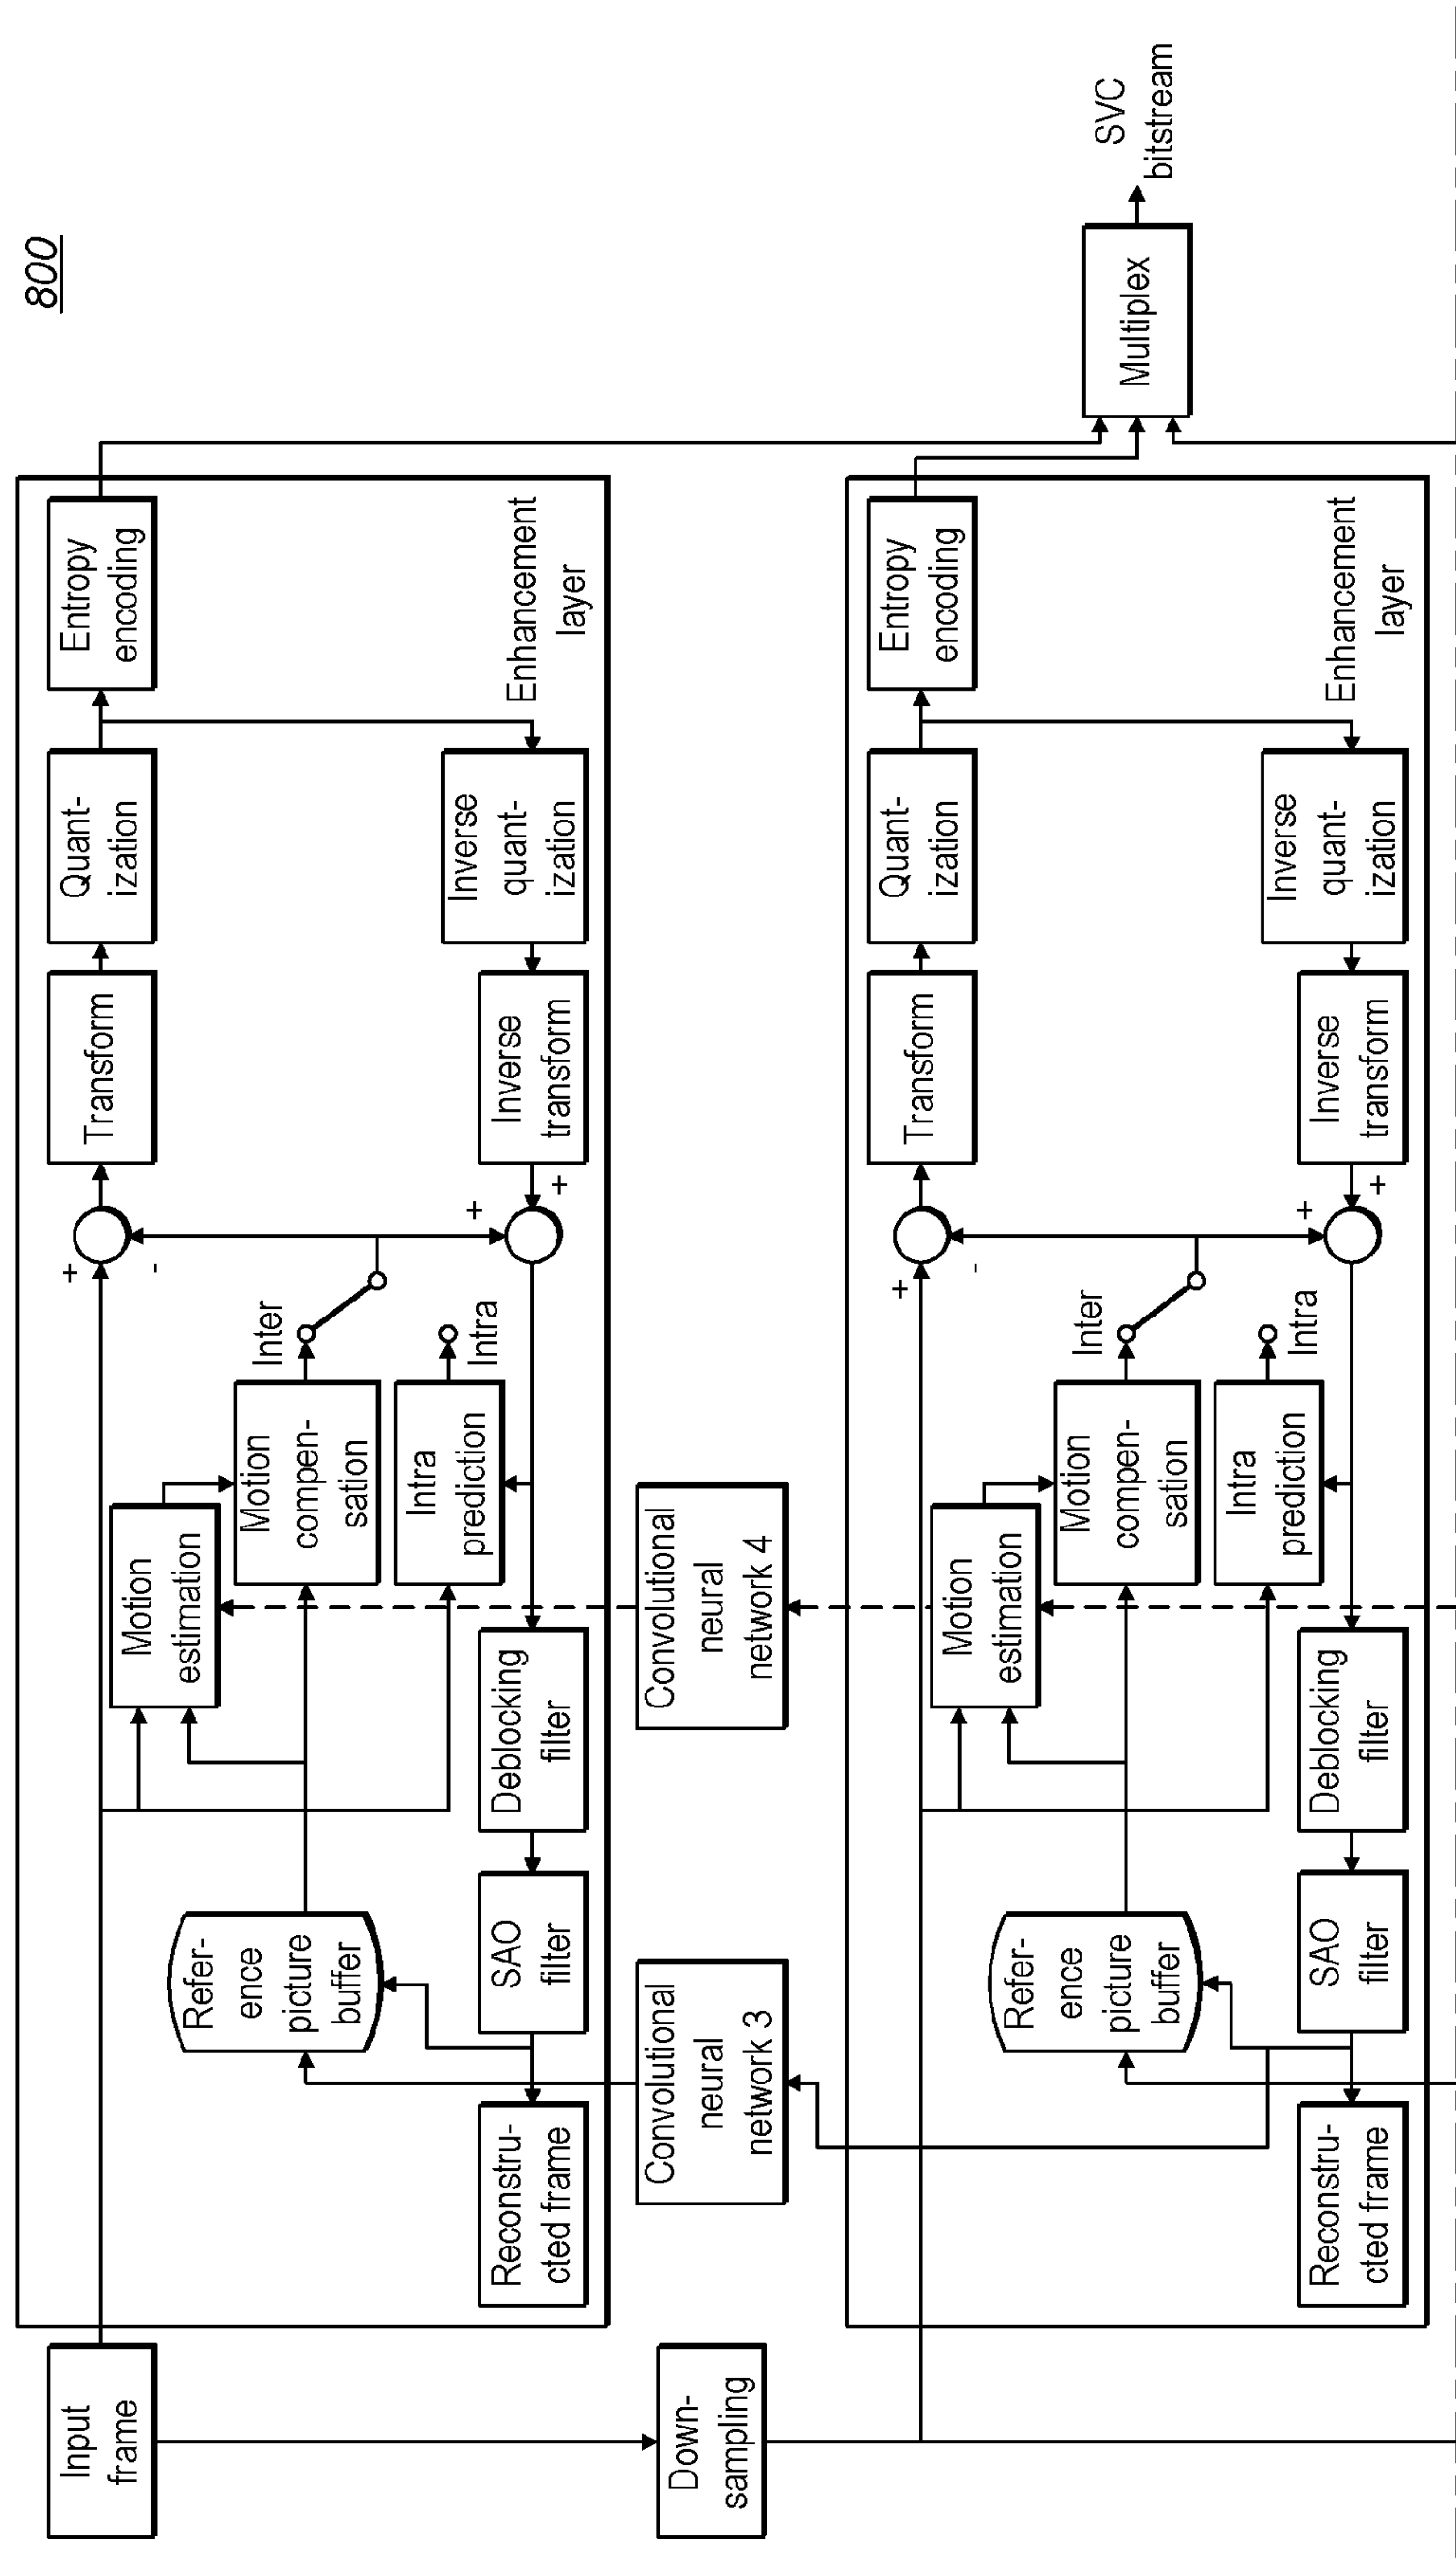 800
Input
frame
Entropy
encoding
Quant-
ization
Transform
+
-
Motion
estimation
Motion
compen-
sation
Inter
Intra
prediction
Intra
+
+
Inverse
transform
Inverse
quant-
ization
Enhancement
layer
Refer-
ence
picture
buffer
Deblocking
filter
SAO
filter
Reconstru-
cted frame
Down-
sampling
Convolutional
neural
network 3
Convolutional
neural
network 4
Entropy
encoding
Quant-
ization
Transform
+
-
Motion
estimation
Motion
compen-
sation
Inter
Intra
prediction
Intra
+
+
Inverse
transform
Inverse
quant-
ization
Enhancement
layer
Refer-
ence
picture
buffer
Deblocking
filter
SAO
filter
Reconstru-
cted frame
Multiplex
SVC
bitstream